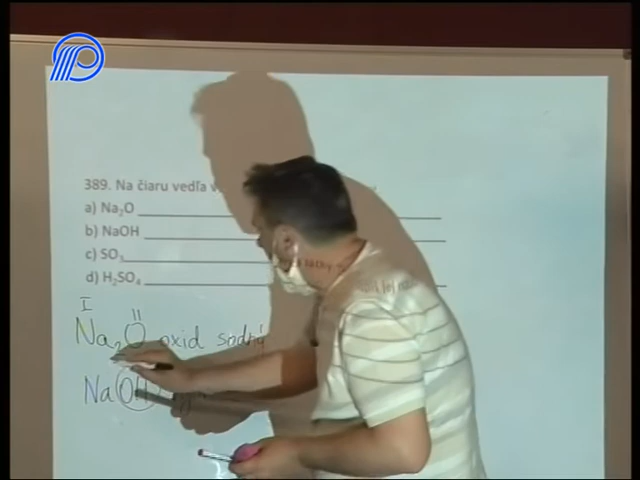 389. Na čiaru vedľa
a) Na₂O
b) NaOH
c) SO₃
d) H₂SO₄
I II
Na₂O oxid sodný
NaOH